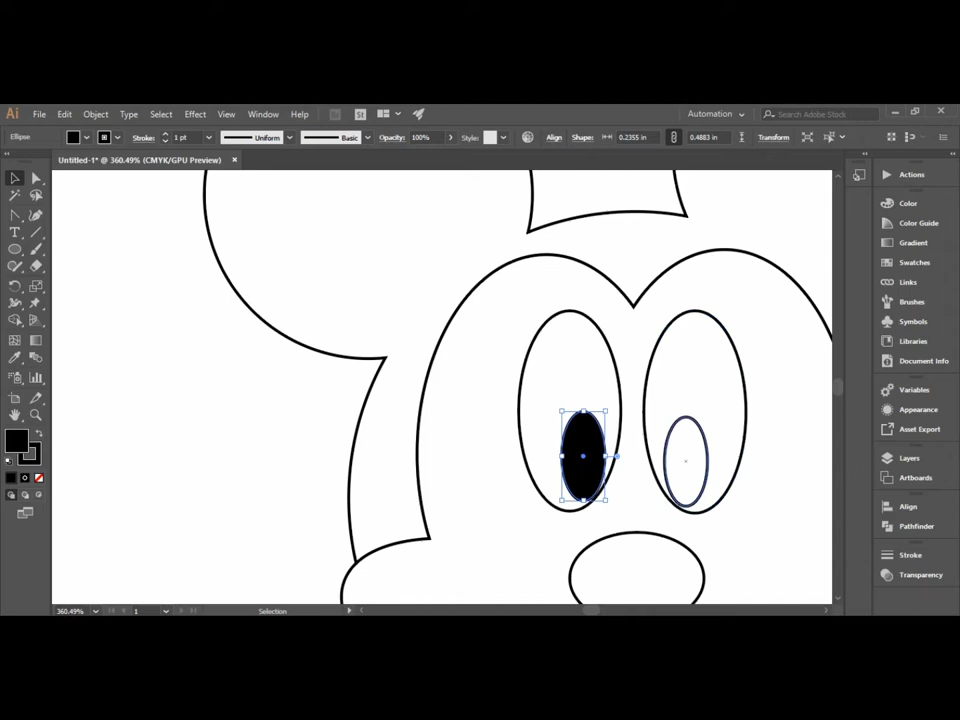 Ai File Edit Object Type Select Effect View Window Help Br St Automation Search Adobe Stock
Ellipse Stroke: 1 pt Uniform Basic Opacity: 100% Style: Align Shape: 0.2355 in 0.4883 in Transform
Untitled-1* @ 360.49% (CMYK/GPU Preview) ×
Actions
Color
Color Guide
Gradient
Swatches
Links
Brushes
Symbols
Libraries
Document Info
Variables
Appearance
Asset Export
Layers
Artboards
Align
Pathfinder
Stroke
Transparency
360.49% 1 Selection